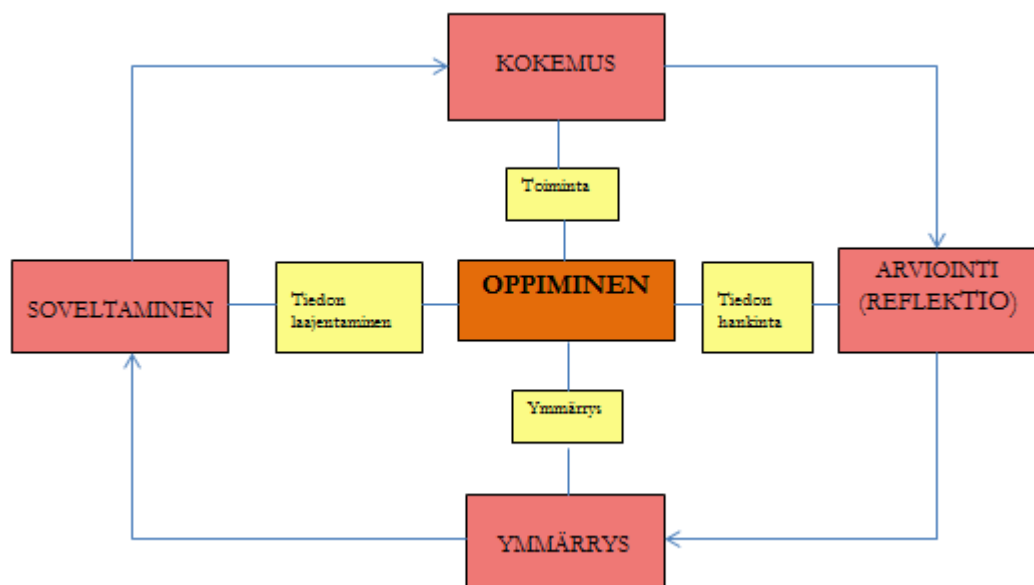 KOKEMUS
Toiminta
SOVELTAMINEN
Tiedon
laajentaminen
OPPIMINEN
Tiedon
hankinta
ARVIOINTI
(REFLEKTIO)
Ymmärrys
YMMÄRRYS